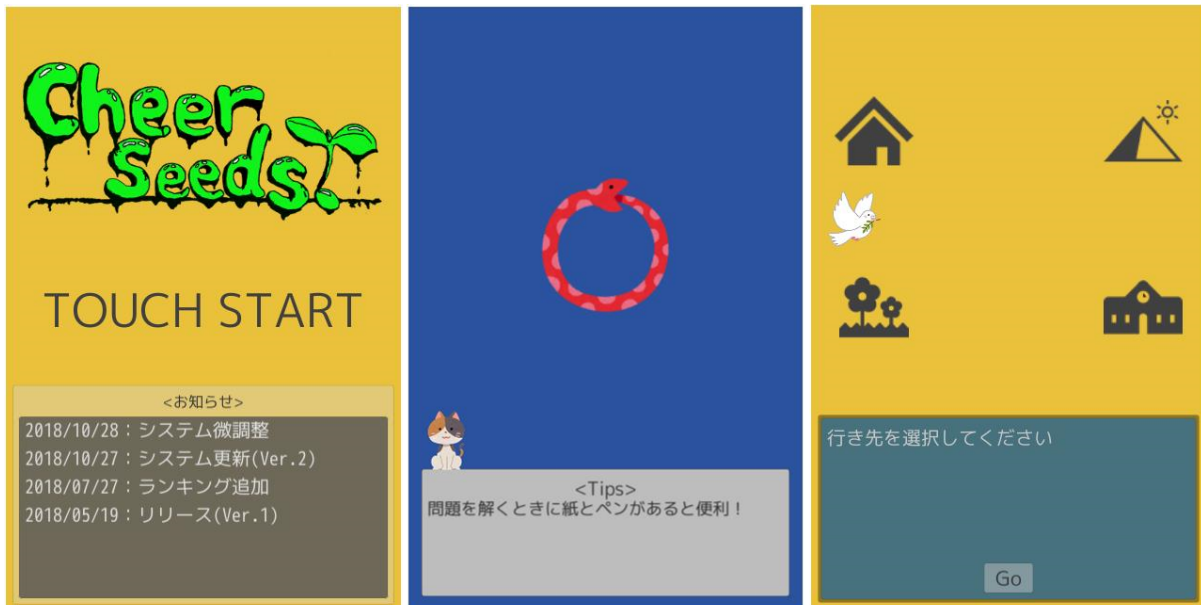 Cheer
Seeds!
TOUCH START
<お知らせ>
2018/10/28：システム微調整
2018/10/27：システム更新(Ver.2)
2018/07/27：ランキング追加
2018/05/19：リリース(Ver.1)
<Tips>
問題を解くときに紙とペンがあると便利！
行き先を選択してください
Go